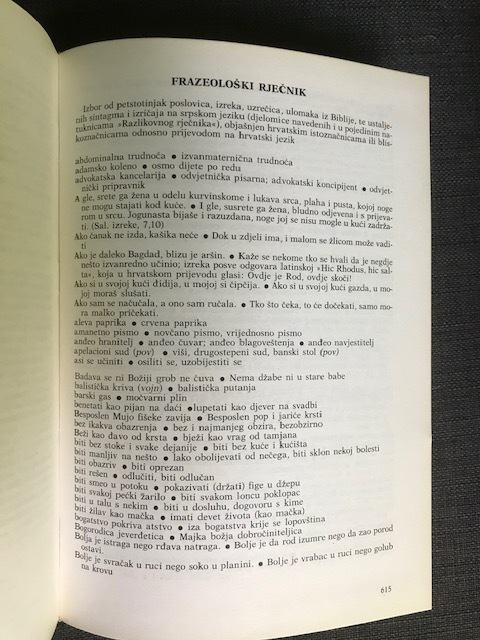 FRAZEOLOŠKI RJEČNIK
Izbor od petstotinjak poslovica, izreka, uzrečica, ulomaka iz Biblije, te ustalje-
nih sintagma i izričaja na srpskom jeziku (djelomice navedenih i u pojedinim na-
tuknicama »Razlikovnog rječnika«), objašnjen hrvatskim istoznačnicama ili blis-
koznačnicama odnosno prijevodom na hrvatski jezik
abdominalna trudnoća ● izvanmaternična trudnoća
adamsko koleno ● osmo dijete po redu
advokatska kancelarija ● odvjetnička pisarna; advokatski koncipijent ● odvjet-
nički pripravnik
A gle, srete ga žena u odelu kurvinskome i lukava srca, plaha i pusta, kojoj noge
ne mogu stajati kod kuće. ● I gle, susrete ga žena, bludno odjevena i s prijeva-
rom u srcu. Jogunasta bijaše i razuzdana, noge joj se nisu mogle u kući zadrža-
ti. (Sal. izreke, 7,10)
Ako čanak ne izda, kašika neće ● Dok u zdjeli ima, i malom se žlicom može vadi-
ti
Ako je daleko Bagdad, blizu je aršin. ● Kaže se nekome tko se hvali da je negdje
nešto izvanredno učinio; izreka posve odgovara latinskoj »Hic Rhodus, hic sal-
ta«, koja u hrvatskom prijevodu glasi: Ovdje je Rod, ovdje skoči!
Ako si u svojoj kući đidija, u mojoj si čipčija. ● Ako si u svojoj kući gazda, u mo-
joj moraš slušati.
Ako sam se načučala, a ono sam ručala. ● Tko što čeka, to će dočekati, samo mo-
ra malko pričekati.
aleva paprika ● crvena paprika
amanetno pismo ● novčano pismo, vrijednosno pismo
anđeo hranitelj ● anđeo čuvar; anđeo blagoveštenja ● anđeo navjestitelj
apelacioni sud (pov) ● viši, drugostepeni sud, banski stol (pov)
asi se učiniti ● osiliti se, uzobijestiti se
Badava se ni Božiji grob ne čuva ● Nema džabe ni u stare babe
balistička kriva (vojn) ● balistička putanja
barski gas ● močvarni plin
benetati kao pijan na daći ● lupetati kao djever na svadbi
Besposlen Mujo fišeke zavija ● Besposlen pop i jariće krsti
bez ikakva obazrenja ● bez i najmanjeg obzira, bezobzirno
Beži kao đavo od krsta ● bježi kao vrag od tamjana
biti bez stoke i svake dejanije ● biti bez kuće i kućišta
biti manljiv na nešto ● lako obolijevati od nečega, biti sklon nekoj bolesti
biti obazriv ● biti oprezan
biti rešen ● odlučiti, biti odlučan
biti smeo u potoku ● pokazivati (držati) fige u džepu
biti svakoj pećki žarilo ● biti svakom loncu poklopac
biti u talu s nekim ● biti u dosluhu, dogovoru s kime
biti žilav kao mačka ● imati devet života (kao mačka)
bogatstvo pokriva atstvo ● iza bogatstva krije se lopovština
Bogorodica jeverđetica ● Majka božja dobročiniteljica
Bolja je istraga nego rđava natraga. ● Bolje je da rod izumre nego da zao porod
ostavi.
Bolje je svračak u ruci nego soko u planini. ● Bolje je vrabac u ruci nego golub
na krovu
615